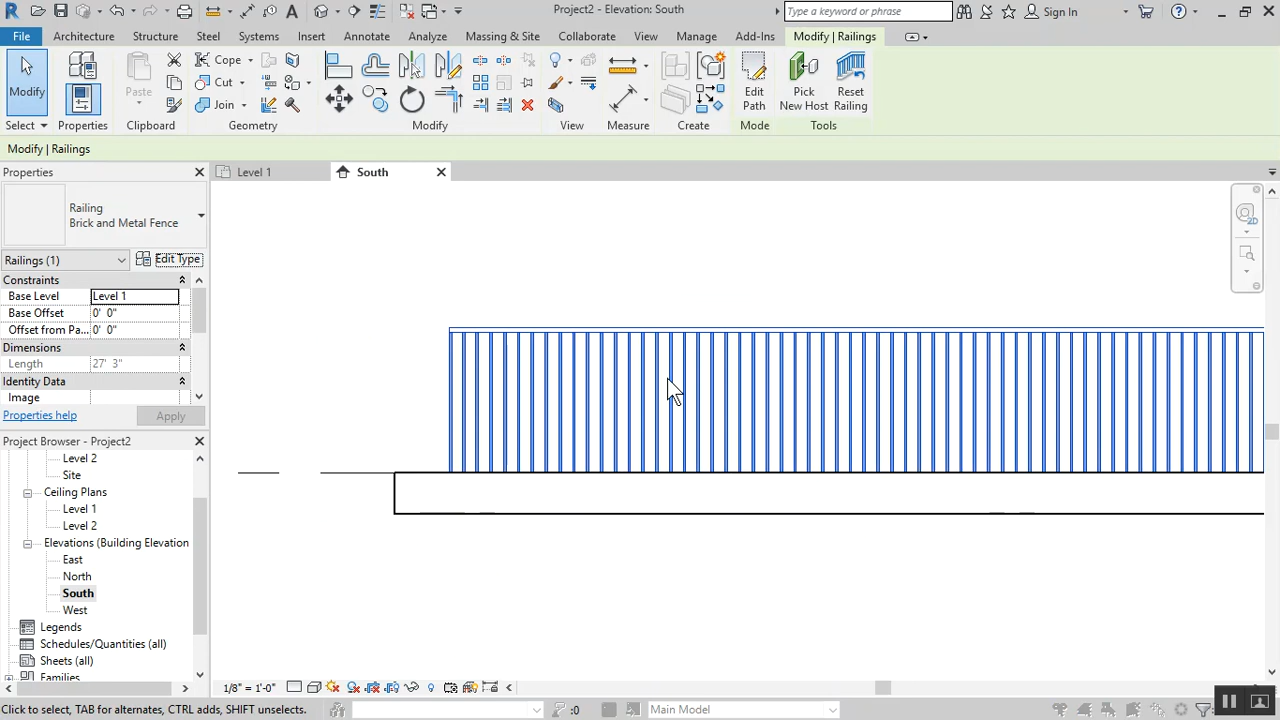 Project2 - Elevation: South
Type a keyword or phrase
Sign In
File Architecture Structure Steel Systems Insert Annotate Analyze Massing & Site Collaborate View Manage Add-Ins Modify | Railings
Modify
Select
Properties
Paste
Clipboard
Cope
Cut
Join
Geometry
Modify
View
Measure
Create
Edit Path
Mode
Pick New Host
Reset Railing
Tools
Modify | Railings
Properties
Level 1
South
Railing
Brick and Metal Fence
Railings (1)
Edit Type
Constraints
Base Level Level 1
Base Offset 0' 0"
Offset from Pa... 0' 0"
Dimensions
Length 27' 3"
Identity Data
Image
Properties help
Apply
Project Browser - Project2
Level 2
Site
Ceiling Plans
Level 1
Level 2
Elevations (Building Elevation
East
North
South
West
Legends
Schedules/Quantities (all)
Sheets (all)
Families
2D
1/8" = 1'-0"
Click to select, TAB for alternates, CTRL adds, SHIFT unselects.
:0
Main Model